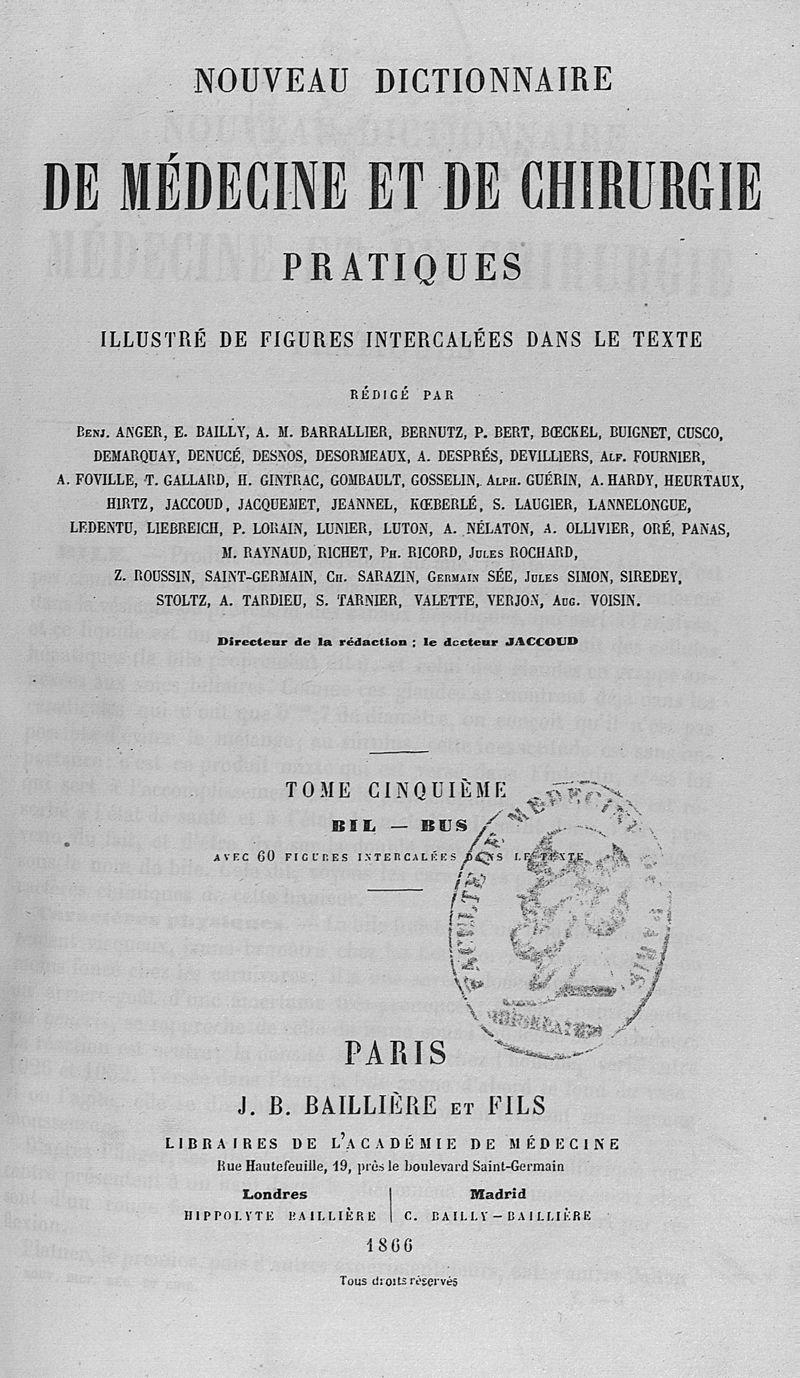 NOUVEAU DICTIONNAIRE
DE MÉDECINE ET DE CHIRURGIE
PRATIQUES
ILLUSTRÉ DE FIGURES INTERCALÉES DANS LE TEXTE
RÉDIGÉ PAR
BENJ. ANGER, E. BAILLY, A. M. BARRALLIER, BERNUTZ, P. BERT, BŒCKEL, BUIGNET, CUSCO,
DEMARQUAY, DENUCÉ, DESNOS, DESORMEAUX, A. DESPRÉS, DEVILLIERS, ALF. FOURNIER,
A. FOVILLE, T. GALLARD, H. GINTRAC, GOMBAULT, GOSSELIN, ALPH. GUÉRIN, A. HARDY, HEURTAUX,
HIRTZ, JACCOUD, JACQUEMET, JEANNEL, KŒBERLÉ, S. LAUGIER, LANNELONGUE,
LEDENTU, LIEBREICH, P. LORAIN, LUNIER, LUTON, A. NÉLATON, A. OLLIVIER, ORÉ, PANAS,
M. RAYNAUD, RICHET, PH. RICORD, JULES ROCHARD,
Z. ROUSSIN, SAINT-GERMAIN, CH. SARAZIN, GERMAIN SÉE, JULES SIMON, SIREDEY,
STOLTZ, A. TARDIEU, S. TARNIER, VALETTE, VERJON, AUG. VOISIN.
Directeur de la rédaction : le docteur JACCOUD
TOME CINQUIÈME
BIL — BUS
AVEC 60 FIGURES INTERCALÉES DANS LE TEXTE
FACULTÉ DE MEDECINE DE PARIS
PARIS
J. B. BAILLIÈRE ET FILS
LIBRAIRES DE L'ACADÉMIE DE MÉDECINE
Rue Hautefeuille, 19, près le boulevard Saint-Germain
Londres
HIPPOLYTE BAILLIÈRE
Madrid
C. BAILLY-BAILLIÈRE
1866
Tous droits réservés